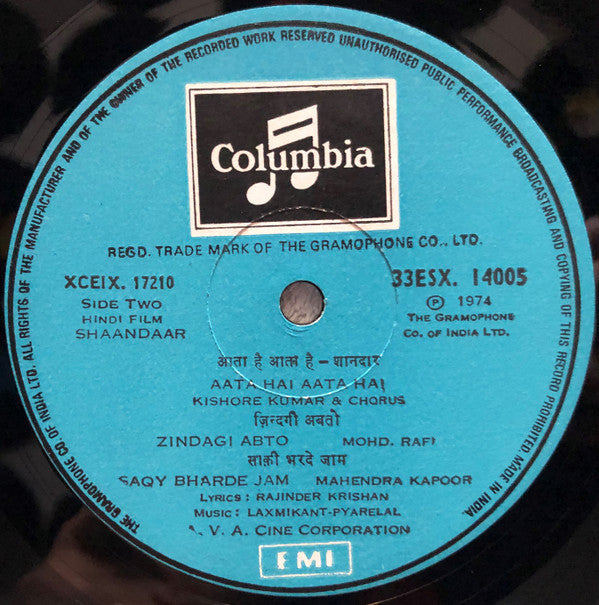 THE GRAMOPHONE CO. OF INDIA LTD. ALL RIGHTS OF THE MANUFACTURER AND OF THE OWNER OF THE RECORDED WORK RESERVED UNAUTHORISED PUBLIC PERFORMANCE BROADCASTING AND COPYING OF THIS RECORD PROHIBITED. MADE IN INDIA.
Columbia
REGD. TRADE MARK OF THE GRAMOPHONE CO., LTD.
XCEIX. 17210 33ESX. 14005
SIDE TWO ℗ 1974
HINDI FILM THE GRAMOPHONE
SHAANDAAR CO. OF INDIA LTD.
आता है आता है – शानदार
AATA HAI AATA HAI
KISHORE KUMAR & CHORUS
ज़िन्दगी अबतो
ZINDAGI ABTO MOHD. RAFI
साक़ी भरदे जाम
SAQY BHARDE JAM MAHENDRA KAPOOR
LYRICS : RAJINDER KRISHAN
MUSIC : LAXMIKANT-PYARELAL
A. V. A. CINE CORPORATION
EMI